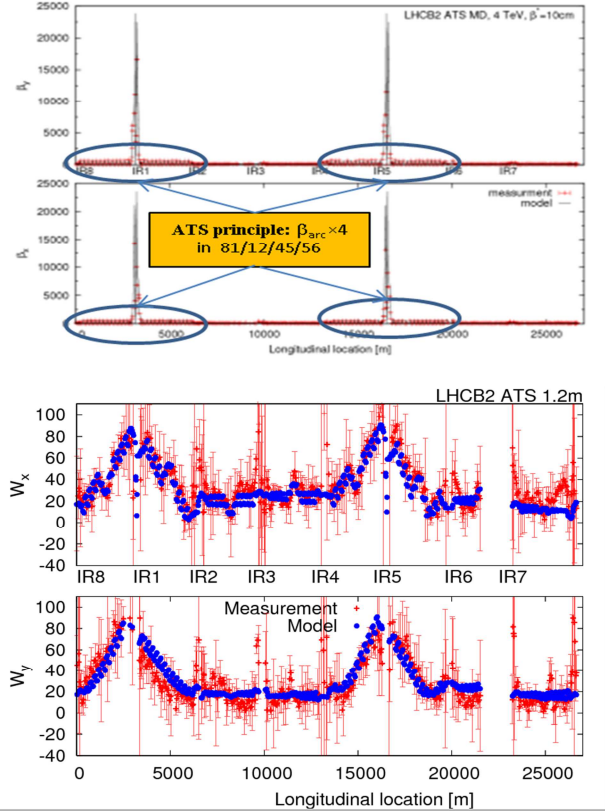 LHCB2 ATS MD, 4 TeV, β*=10cm
25000
20000
15000
10000
5000
0
βy
IR8 IR1 IR2 IR3 IR4 IR5 IR6 IR7
25000
20000
15000
10000
5000
0
βx
measurment
model
ATS principle: βarc×4
in 81/12/45/56
0 5000 10000 15000 20000 25000
Longitudinal location [m]
LHCB2 ATS 1.2m
100
80
60
40
20
0
-20
-40
Wx
IR8 IR1 IR2 IR3 IR4 IR5 IR6 IR7
100
80
60
40
20
0
-20
-40
Wy
Measurement
Model
0 5000 10000 15000 20000 25000
Longitudinal location [m]